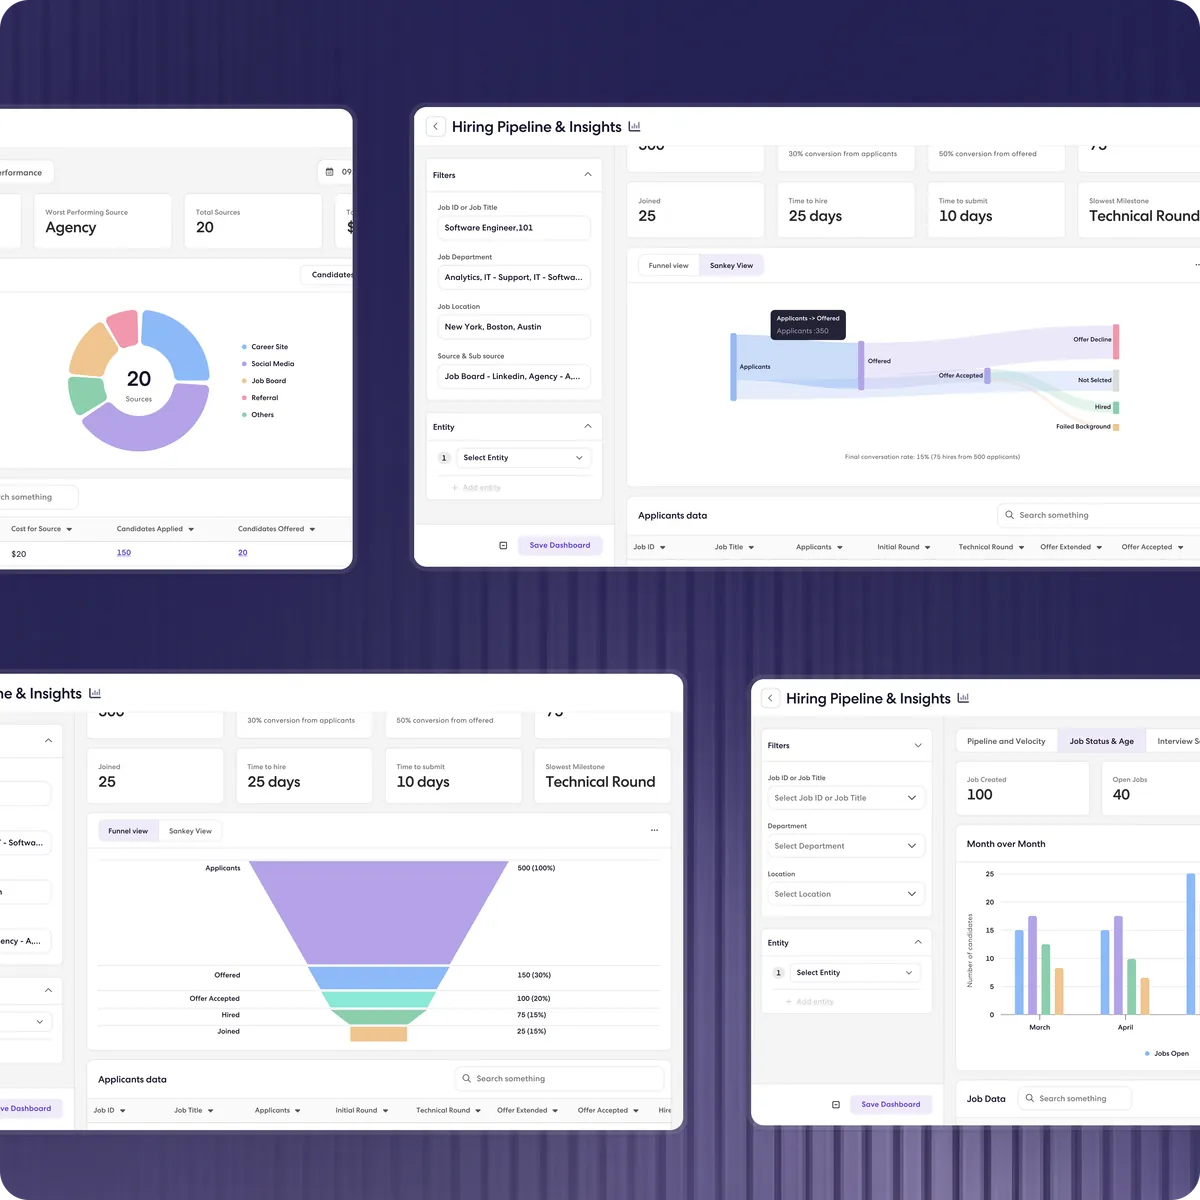 erformance
09
Worst Performing Source
Agency
Total Sources
20
$
Candidates
20
Sources
Career Site
Social Media
Job Board
Referral
Others
ch something
Cost for Source
Candidates Applied
Candidates Offered
$20
150
20
Hiring Pipeline & Insights
Filters
Job ID or Job Title
Software Engineer,101
Job Department
Analytics, IT - Support, IT - Softwa...
Job Location
New York, Boston, Austin
Source & Sub source
Job Board - Linkedin, Agency - A,...
Entity
1
Select Entity
+ Add entity
Save Dashboard
500
30% conversion from applicants
50% conversion from offered
75
Joined
25
Time to hire
25 days
Time to submit
10 days
Slowest Milestone
Technical Round
Funnel view
Sankey View
Applicants -> Offered
Applicants :350
Applicants
Offered
Offer Accepted
Offer Decline
Not Selcted
Hired
Failed Background
Final conversation rate: 15% (75 hires from 500 applicants)
Applicants data
Search something
Job ID
Job Title
Applicants
Initial Round
Technical Round
Offer Extended
Offer Accepted
ne & Insights
T - Softwa...
n
ency - A,...
ve Dashboard
500
30% conversion from applicants
50% conversion from offered
75
Joined
25
Time to hire
25 days
Time to submit
10 days
Slowest Milestone
Technical Round
Funnel view
Sankey View
Applicants
500 (100%)
Offered
150 (30%)
Offer Accepted
100 (20%)
Hired
75 (15%)
Joined
25 (15%)
Applicants data
Search something
Job ID
Job Title
Applicants
Initial Round
Technical Round
Offer Extended
Offer Accepted
Hire
Hiring Pipeline & Insights
Filters
Job ID or Job Title
Select Job ID or Job Title
Department
Select Department
Location
Select Location
Entity
1
Select Entity
+ Add entity
Save Dashboard
Pipeline and Velocity
Job Status & Age
Interview S
Job Created
100
Open Jobs
40
Month over Month
Number of candidates
25
20
15
10
5
0
March
April
Jobs Open
Job Data
Search something